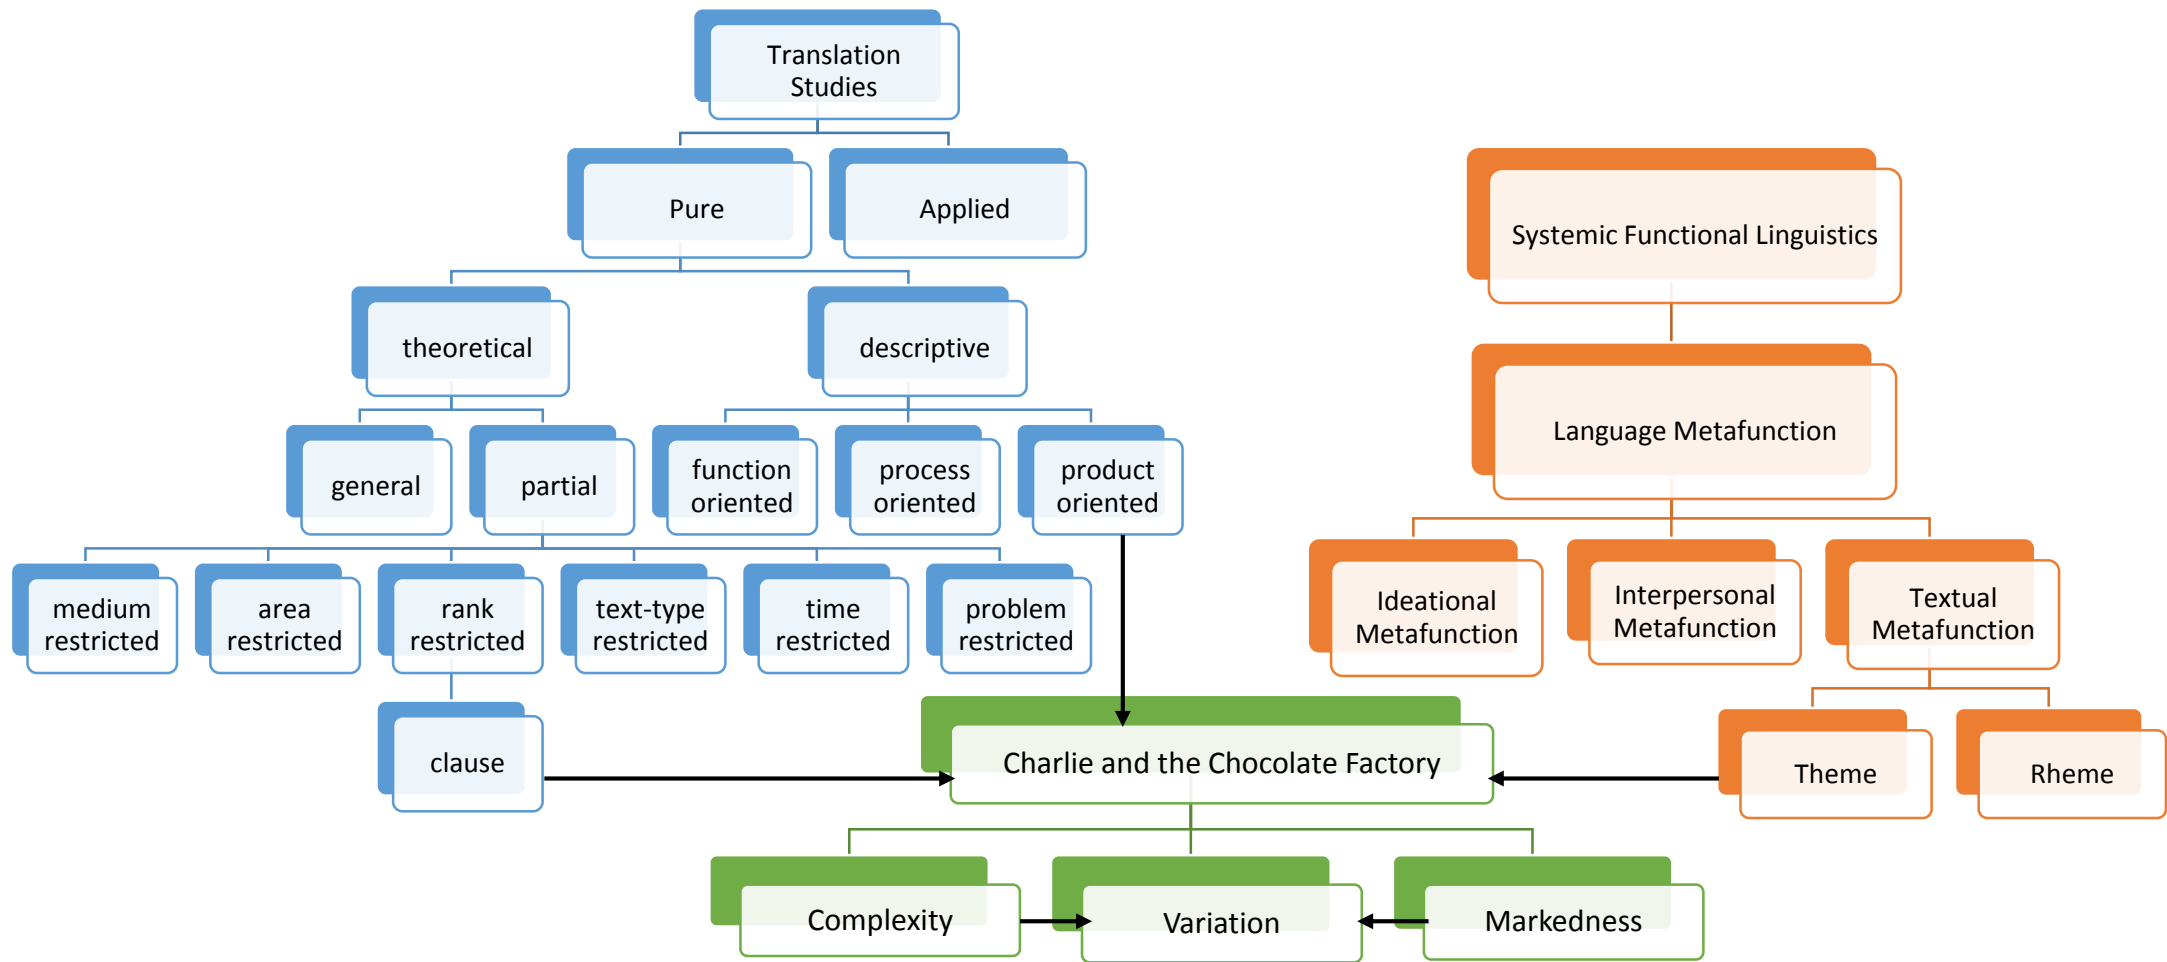 Translation
Studies
Pure
Applied
Systemic Functional Linguistics
theoretical
descriptive
Language Metafunction
general
partial
function
oriented
process
oriented
product
oriented
Ideational
Metafunction
Interpersonal
Metafunction
Textual
Metafunction
medium
restricted
area
restricted
rank
restricted
text-type
restricted
time
restricted
problem
restricted
clause
Charlie and the Chocolate Factory
Theme
Rheme
Complexity
Variation
Markedness